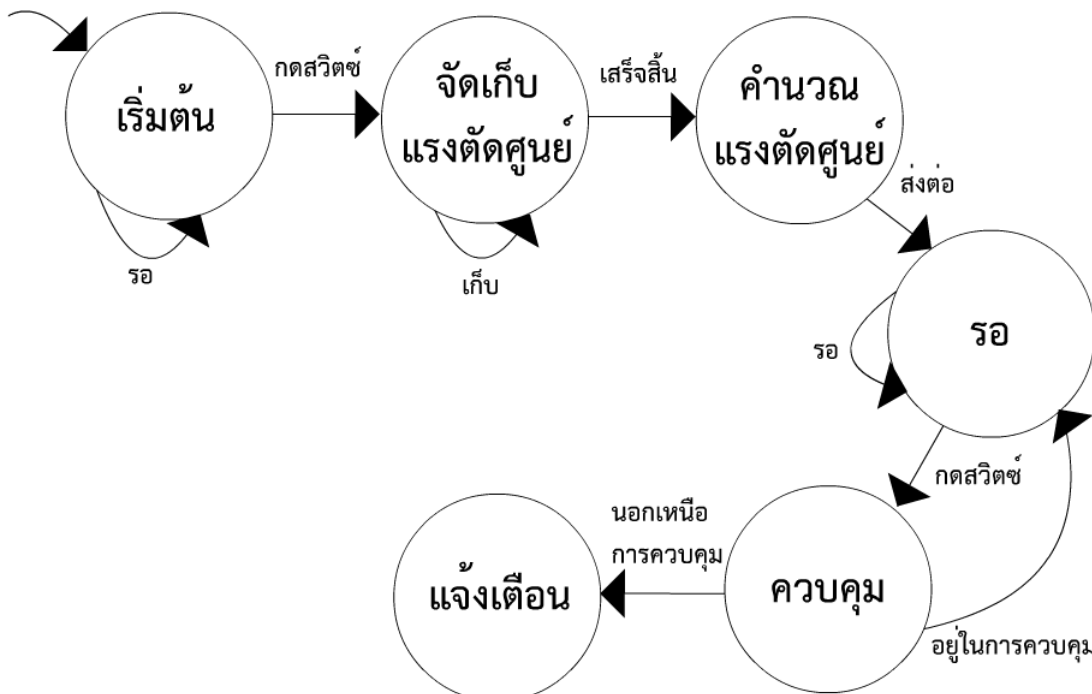 เริ่มต้น
กดสวิตซ์
จัดเก็บ
แรงตัดศูนย์
เสร็จสิ้น
คำนวณ
แรงตัดศูนย์
ส่งต่อ
รอ
เก็บ
รอ
รอ
กดสวิตซ์
นอกเหนือ
การควบคุม
แจ้งเตือน
ควบคุม
อยู่ในการควบคุม